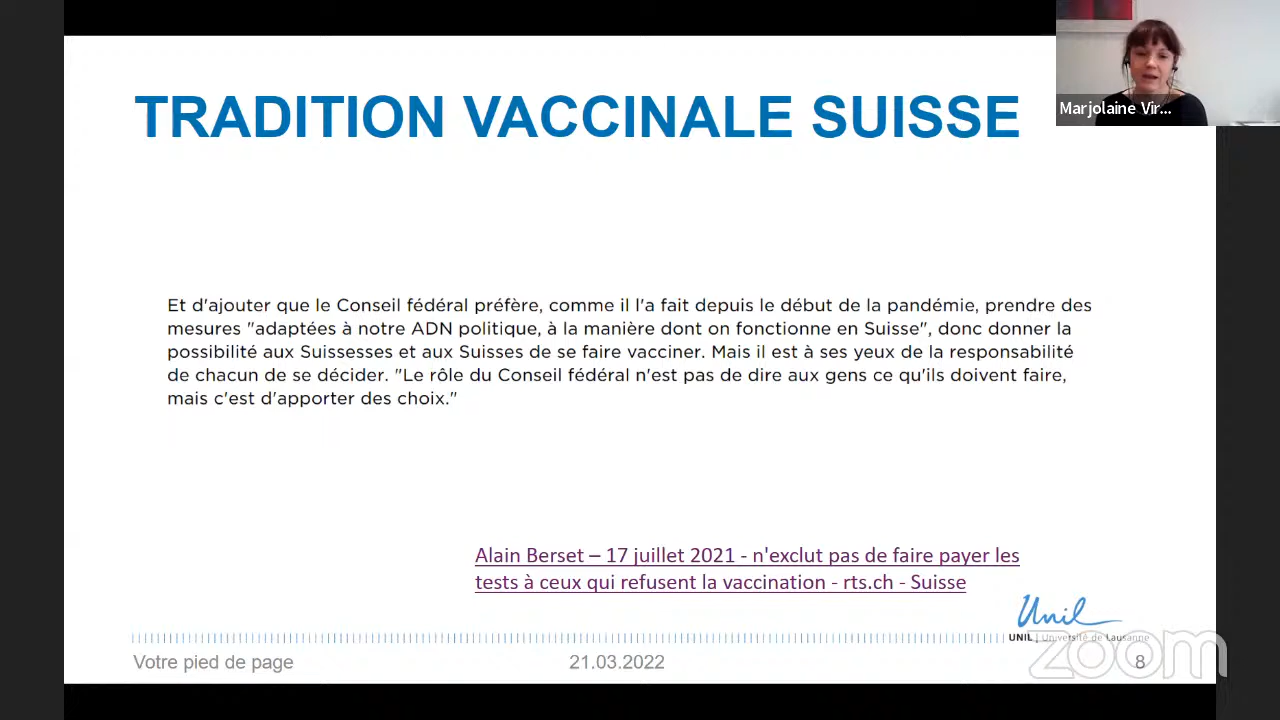 TRADITION VACCINALE SUISSE
Marjolaine Vir...
Et d'ajouter que le Conseil fédéral préfère, comme il l'a fait depuis le début de la pandémie, prendre des
mesures "adaptées à notre ADN politique, à la manière dont on fonctionne en Suisse", donc donner la
possibilité aux Suissesses et aux Suisses de se faire vacciner. Mais il est à ses yeux de la responsabilité
de chacun de se décider. "Le rôle du Conseil fédéral n'est pas de dire aux gens ce qu'ils doivent faire,
mais c'est d'apporter des choix."
Alain Berset – 17 juillet 2021 - n'exclut pas de faire payer les
tests à ceux qui refusent la vaccination - rts.ch - Suisse
Unil
UNIL | Université de Lausanne
Votre pied de page
21.03.2022
8
zoom